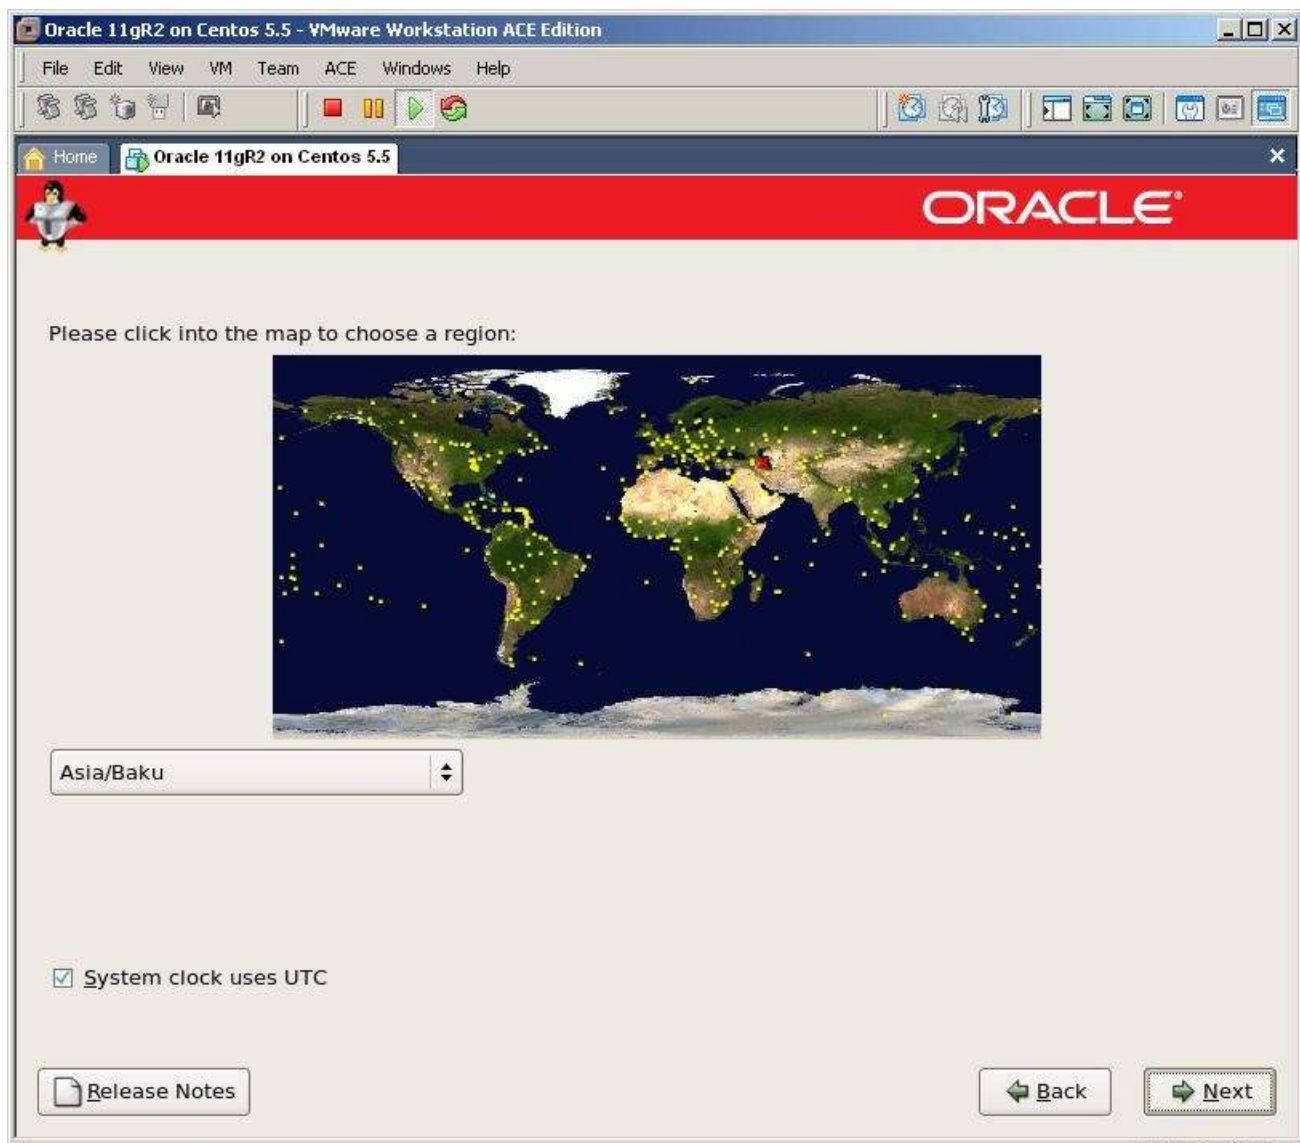 Oracle 11gR2 on Centos 5.5 - VMware Workstation ACE Edition
File Edit View VM Team ACE Windows Help
Home Oracle 11gR2 on Centos 5.5
ORACLE
Please click into the map to choose a region:
Asia/Baku
System clock uses UTC
Release Notes Back Next